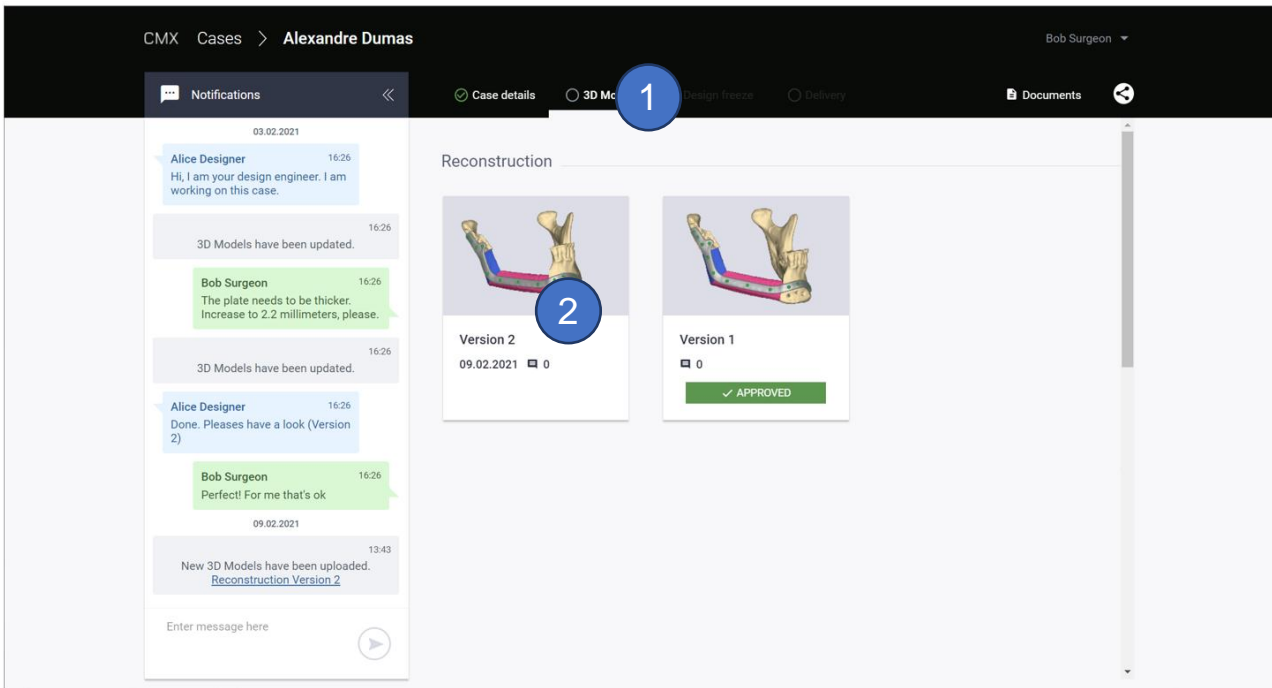 CMX Cases > Alexandre Dumas
Bob Surgeon
Notifications
Case details
3D Mo
1
Design freeze
Delivery
Documents
03.02.2021
Alice Designer 16:26
Hi, I am your design engineer. I am
working on this case.
16:26
3D Models have been updated.
Bob Surgeon 16:26
The plate needs to be thicker.
Increase to 2.2 millimeters, please.
16:26
3D Models have been updated.
Alice Designer 16:26
Done. Pleases have a look (Version
2)
Bob Surgeon 16:26
Perfect! For me that's ok
09.02.2021
13:43
New 3D Models have been uploaded.
Reconstruction Version 2
Enter message here
Reconstruction
2
Version 2
09.02.2021 0
Version 1
0
✓ APPROVED